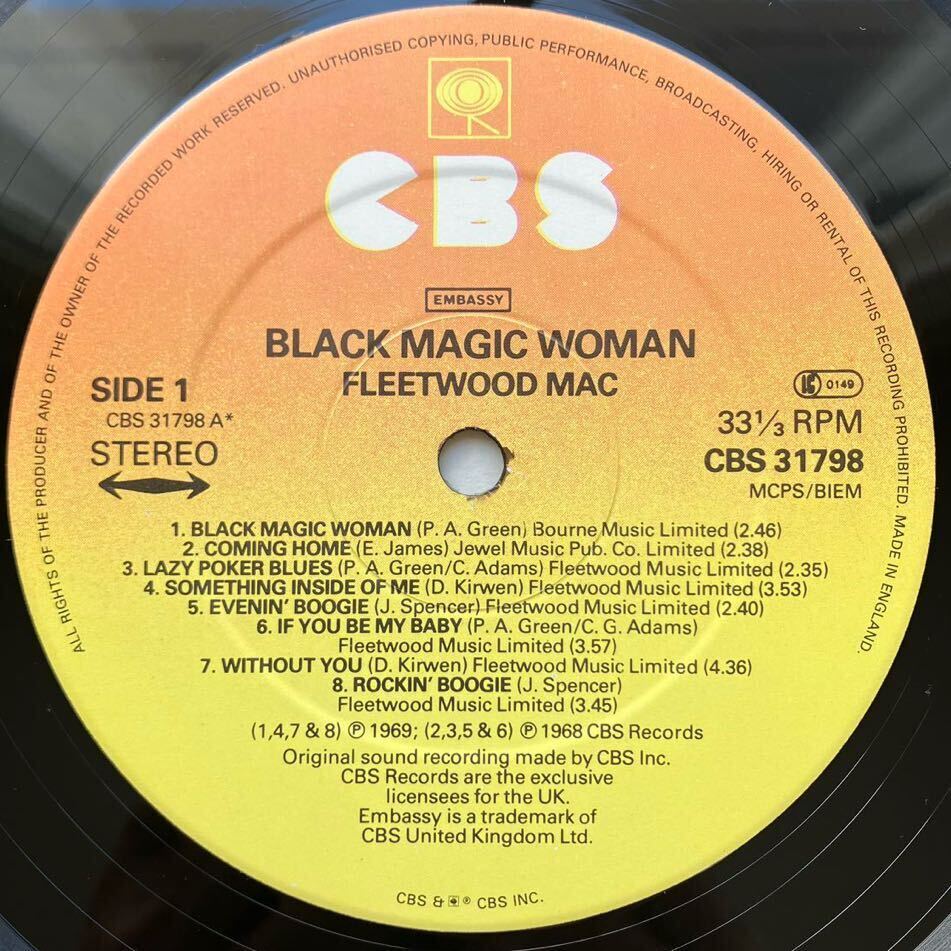 ALL RIGHTS OF THE PRODUCER AND OF THE OWNER OF THE RECORDED WORK RESERVED. UNAUTHORISED COPYING, PUBLIC PERFORMANCE, BROADCASTING, HIRING OR RENTAL OF THIS RECORDING PROHIBITED. MADE IN ENGLAND.
CBS
EMBASSY
BLACK MAGIC WOMAN
FLEETWOOD MAC
SIDE 1
CBS 31798 A*
STEREO
LC 0149
33 1/3 RPM
CBS 31798
MCPS/BIEM
1. BLACK MAGIC WOMAN (P. A. Green) Bourne Music Limited (2.46)
2. COMING HOME (E. James) Jewel Music Pub. Co. Limited (2.38)
3. LAZY POKER BLUES (P. A. Green/C. Adams) Fleetwood Music Limited (2.35)
4. SOMETHING INSIDE OF ME (D. Kirwen) Fleetwood Music Limited (3.53)
5. EVENIN' BOOGIE (J. Spencer) Fleetwood Music Limited (2.40)
6. IF YOU BE MY BABY (P. A. Green/C. G. Adams)
Fleetwood Music Limited (3.57)
7. WITHOUT YOU (D. Kirwen) Fleetwood Music Limited (4.36)
8. ROCKIN' BOOGIE (J. Spencer)
Fleetwood Music Limited (3.45)
(1,4,7 & 8) ℗ 1969; (2,3,5 & 6) ℗ 1968 CBS Records
Original sound recording made by CBS Inc.
CBS Records are the exclusive
licensees for the UK.
Embassy is a trademark of
CBS United Kingdom Ltd.
CBS & ® CBS INC.